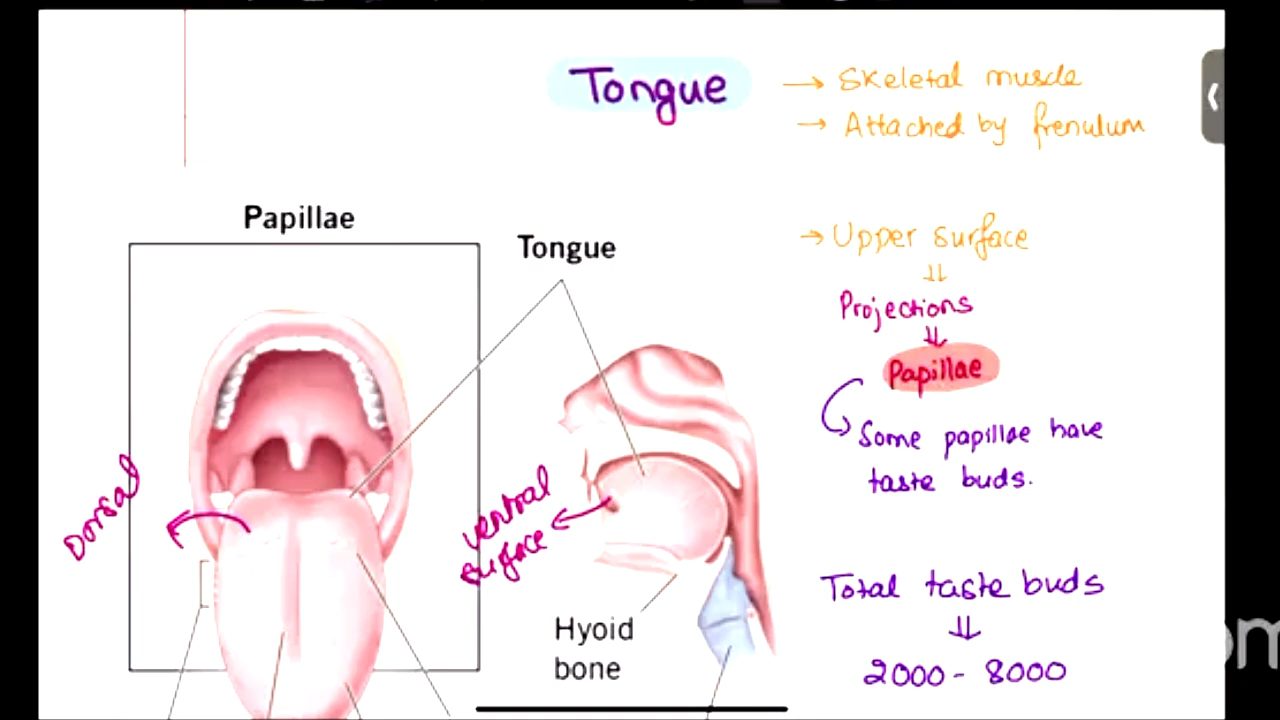 Tongue
→ Skeletal muscle
→ Attached by frenulum
Papillae
Tongue
→ Upper surface
⇓
Projections
⇓
Papillae
Some papillae have
taste buds.
Dorsal
ventral
surface
Hyoid
bone
Total taste buds
⇓
2000 - 8000
om